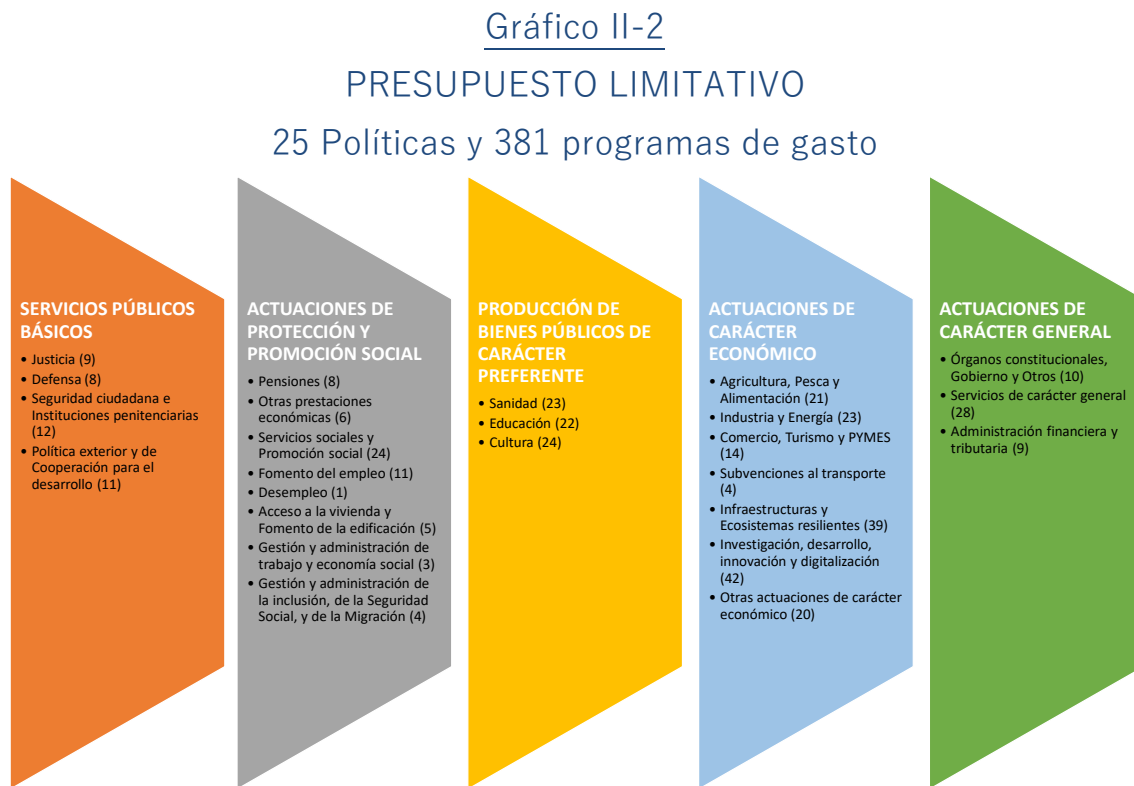 Gráfico II-2
PRESUPUESTO LIMITATIVO
25 Políticas y 381 programas de gasto
SERVICIOS PÚBLICOS
BÁSICOS
• Justicia (9)
• Defensa (8)
• Seguridad ciudadana e
Instituciones penitenciarias
(12)
• Política exterior y de
Cooperación para el
desarrollo (11)
ACTUACIONES DE
PROTECCIÓN Y
PROMOCIÓN SOCIAL
• Pensiones (8)
• Otras prestaciones
económicas (6)
• Servicios sociales y
Promoción social (24)
• Fomento del empleo (11)
• Desempleo (1)
• Acceso a la vivienda y
Fomento de la edificación (5)
• Gestión y administración de
trabajo y economía social (3)
• Gestión y administración de
la inclusión, de la Seguridad
Social, y de la Migración (4)
PRODUCCIÓN DE
BIENES PÚBLICOS DE
CARÁCTER
PREFERENTE
• Sanidad (23)
• Educación (22)
• Cultura (24)
ACTUACIONES DE
CARÁCTER
ECONÓMICO
• Agricultura, Pesca y
Alimentación (21)
• Industria y Energía (23)
• Comercio, Turismo y PYMES
(14)
• Subvenciones al transporte
(4)
• Infraestructuras y
Ecosistemas resilientes (39)
• Investigación, desarrollo,
innovación y digitalización
(42)
• Otras actuaciones de carácter
económico (20)
ACTUACIONES DE
CARÁCTER GENERAL
• Órganos constitucionales,
Gobierno y Otros (10)
• Servicios de carácter general
(28)
• Administración financiera y
tributaria (9)